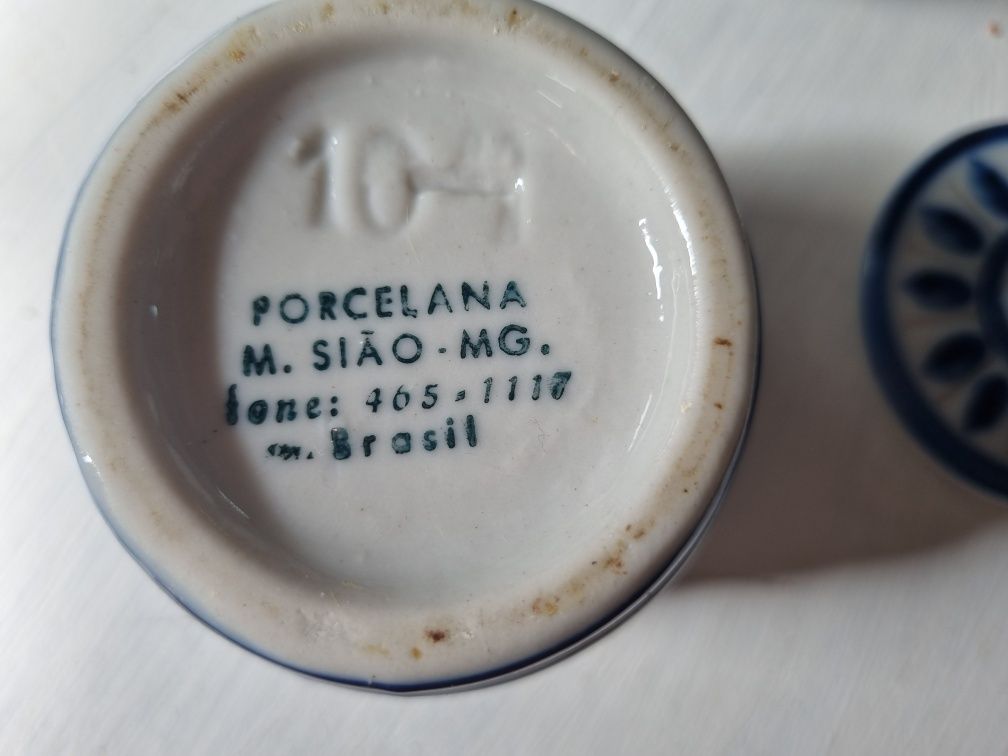 10
PORCELANA
M. SIÃO - MG.
fone: 465-1117
Brasil